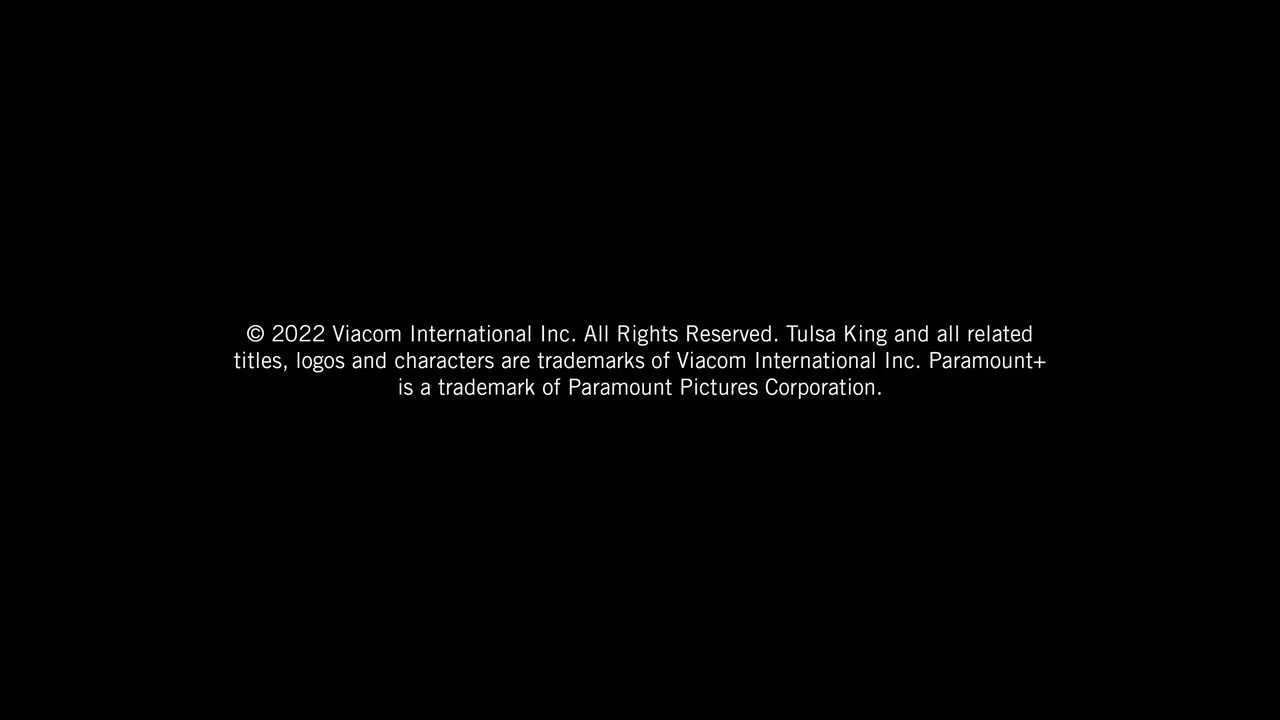 © 2022 Viacom International Inc. All Rights Reserved. Tulsa King and all related
titles, logos and characters are trademarks of Viacom International Inc. Paramount+
is a trademark of Paramount Pictures Corporation.